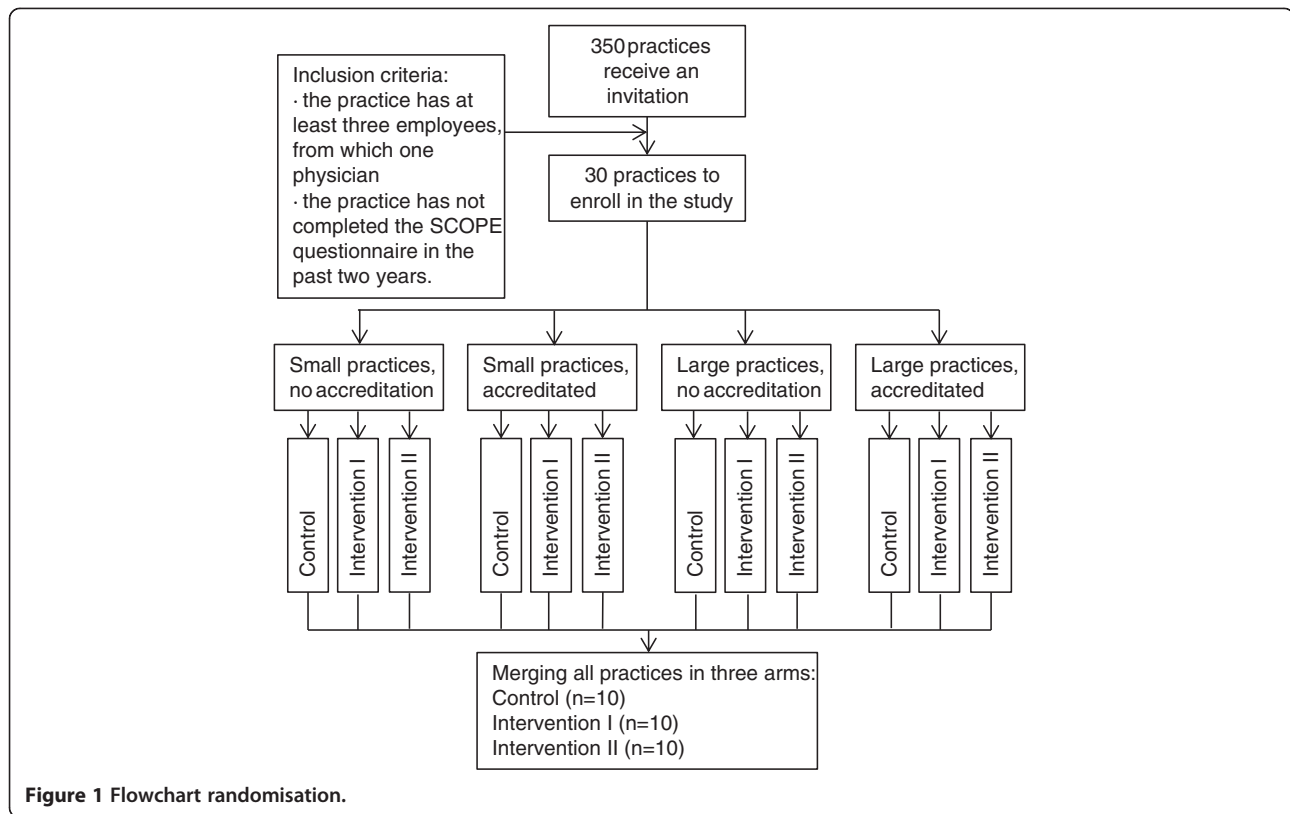 350 practices
receive an
invitation
Inclusion criteria:
· the practice has at
least three employees,
from which one
physician
· the practice has not
completed the SCOPE
questionnaire in the
past two years.
30 practices to
enroll in the study
Small practices,
no accreditation
Small practices,
accreditated
Large practices,
no accreditation
Large practices,
accreditated
Control
Intervention I
Intervention II
Control
Intervention I
Intervention II
Control
Intervention I
Intervention II
Control
Intervention I
Intervention II
Merging all practices in three arms:
Control (n=10)
Intervention I (n=10)
Intervention II (n=10)
Figure 1 Flowchart randomisation.